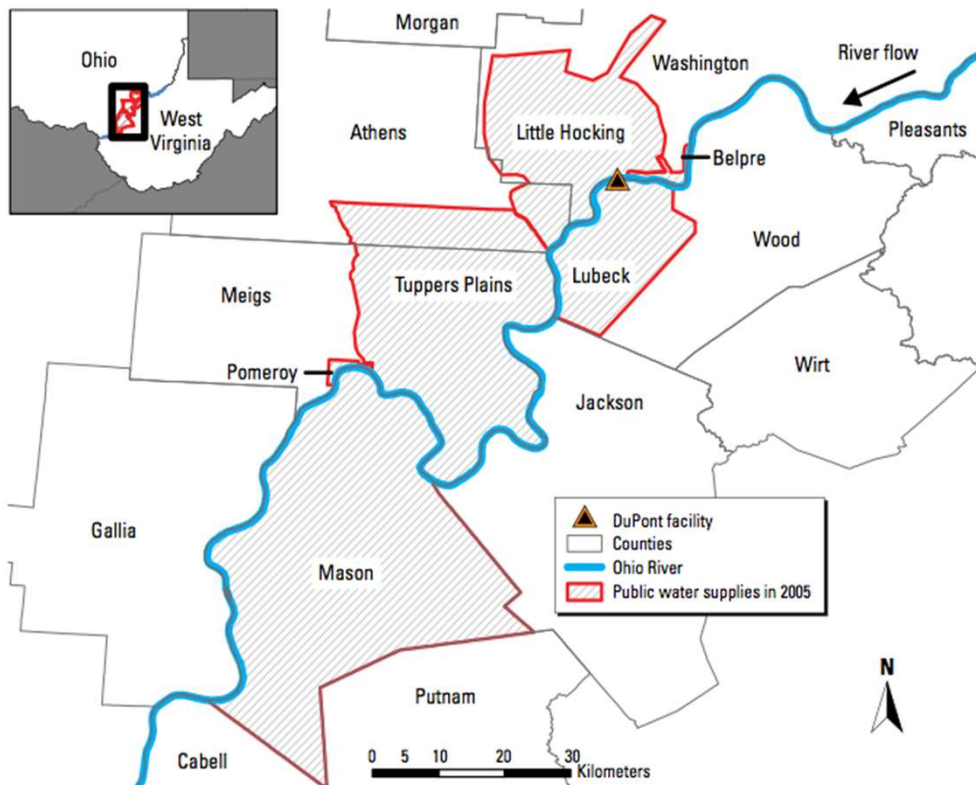 Morgan
Ohio
West
Virginia
Washington
River flow
Pleasants
Athens
Little Hocking
Belpre
Wood
Lubeck
Tuppers Plains
Meigs
Wirt
Pomeroy
Jackson
Gallia
Mason
DuPont facility
Counties
Ohio River
Public water supplies in 2005
Putnam
Cabell
N
0 10 20 30
Kilometers